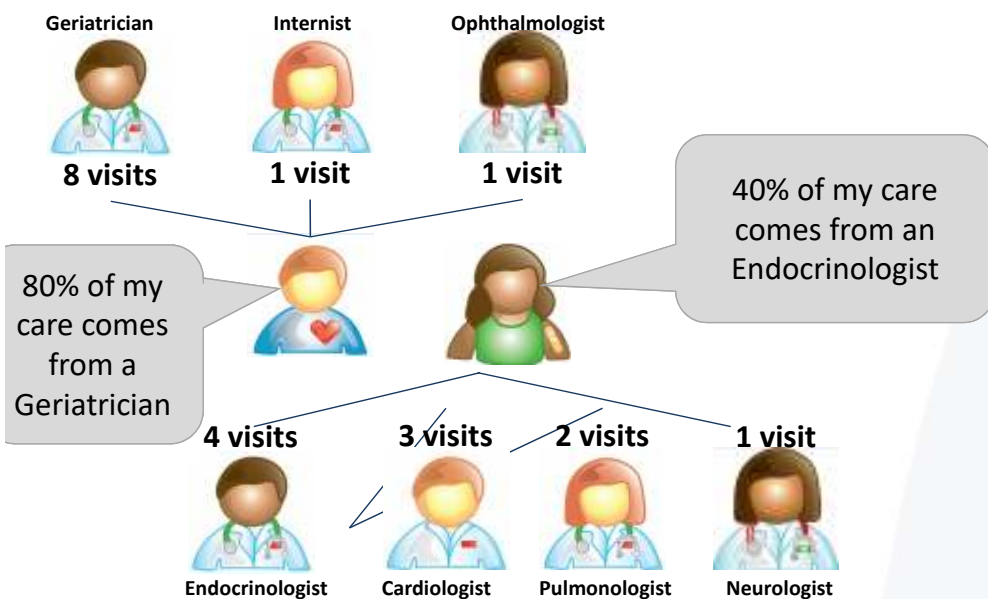 Geriatrician
Internist
Ophthalmologist
8 visits
1 visit
1 visit
40% of my care
comes from an
Endocrinologist
80% of my
care comes
from a
Geriatrician
4 visits
3 visits
2 visits
1 visit
Endocrinologist
Cardiologist
Pulmonologist
Neurologist